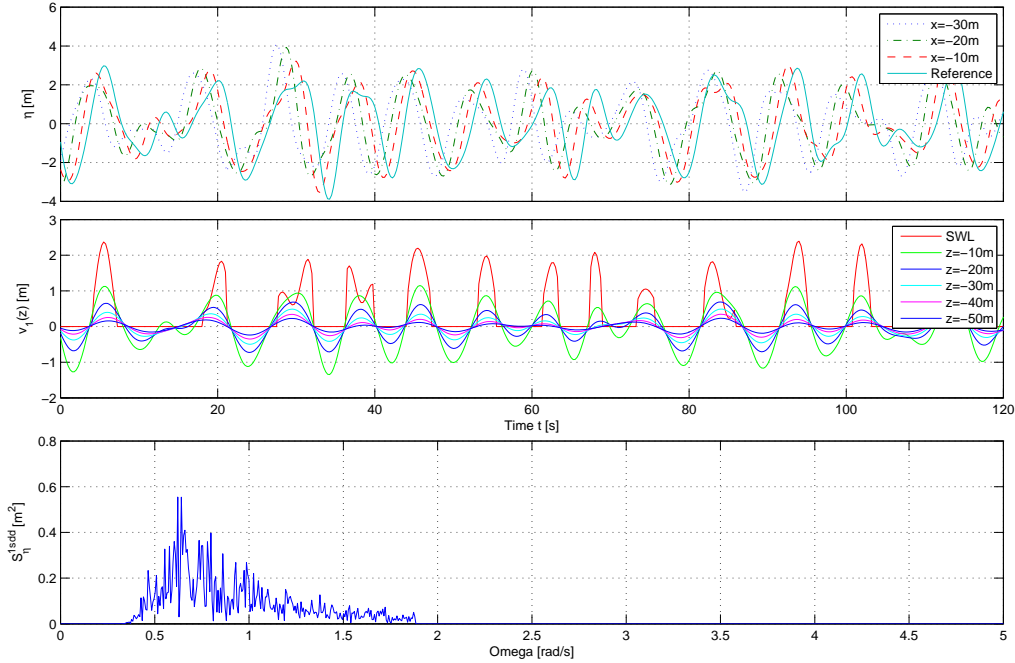 6
4
2
0
−2
−4
η [m]
x=−30m
x=−20m
x=−10m
Reference
3
2
1
0
−1
−2
v₁(z) [m]
SWL
z=−10m
z=−20m
z=−30m
z=−40m
z=−50m
0 20 40 60 80 100 120
Time t [s]
0.8
0.6
0.4
0.2
0
S_η^1sdd [m²]
0 0.5 1 1.5 2 2.5 3 3.5 4 4.5 5
Omega [rad/s]